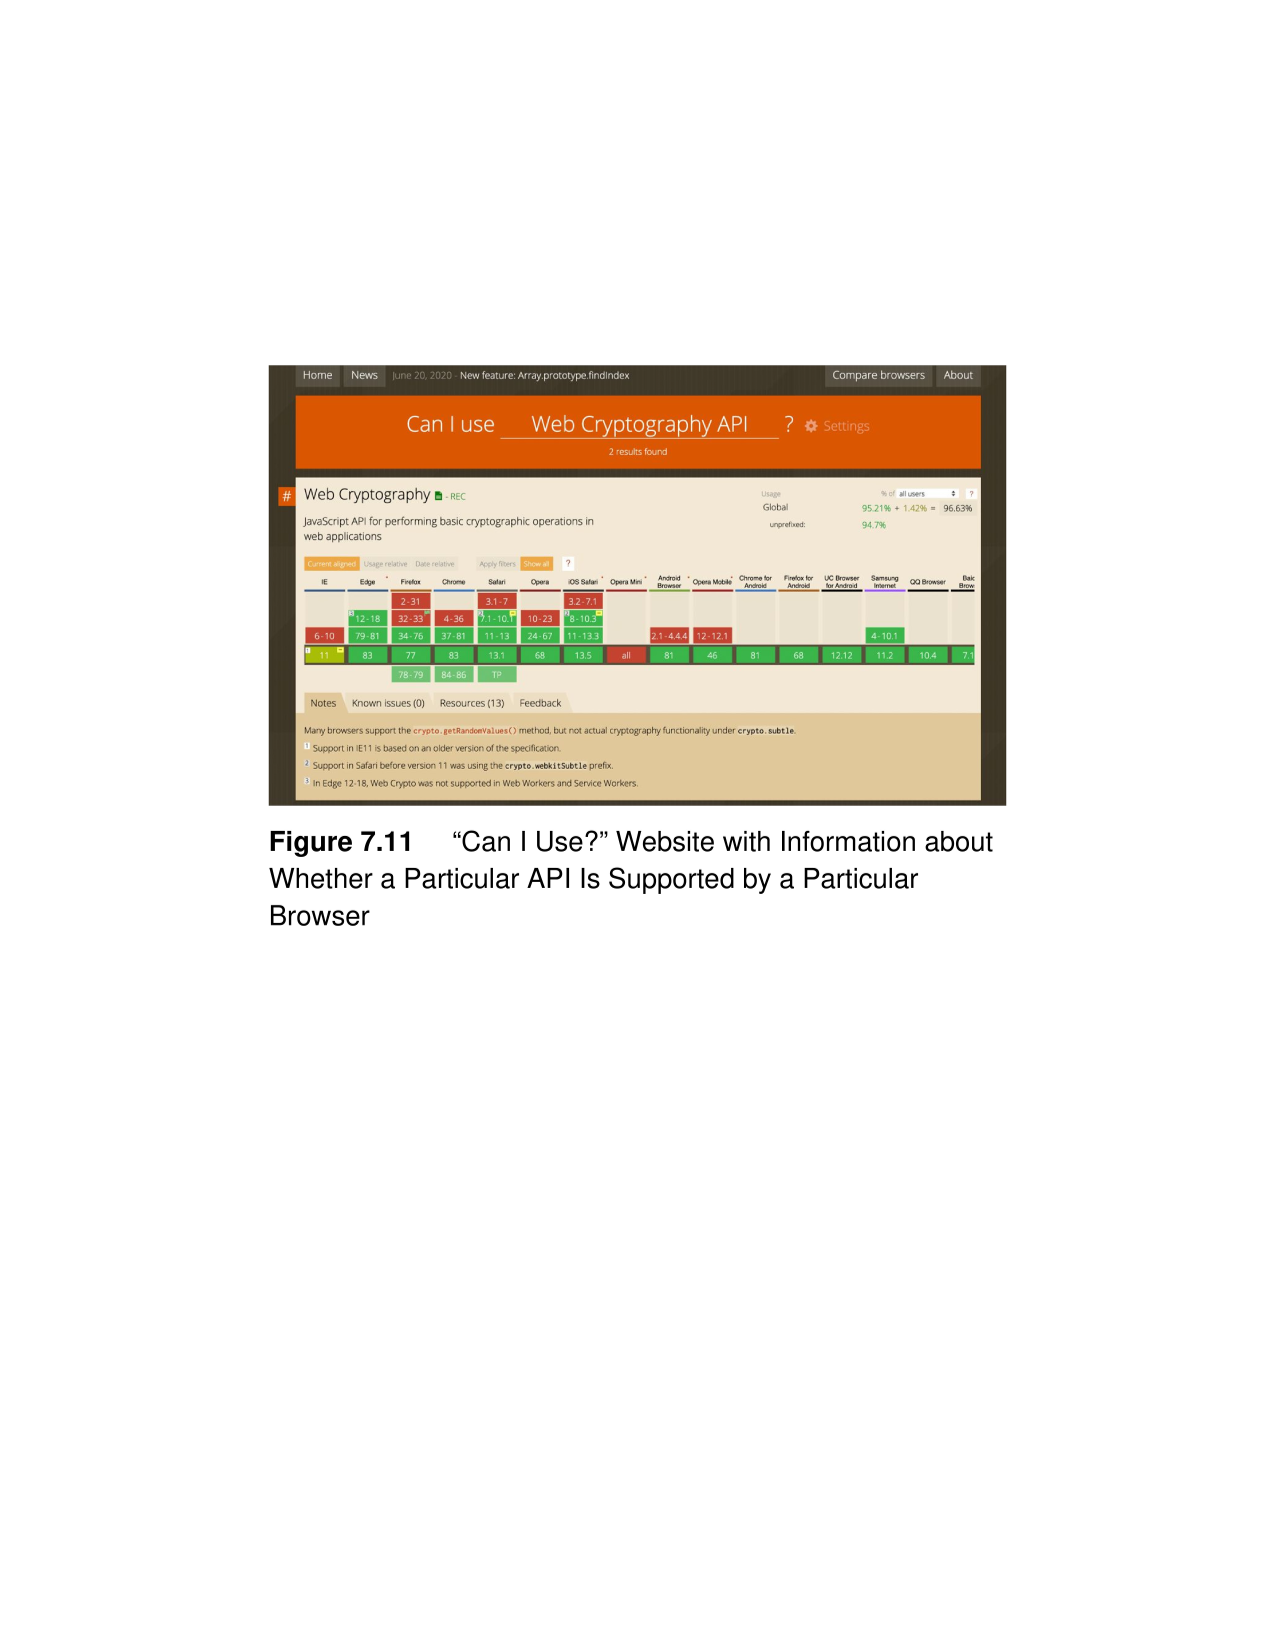 Home News June 20, 2020 - New feature: Array.prototype.findIndex Compare browsers About
Can I use Web Cryptography API ? Settings
2 results found
# Web Cryptography - REC
Usage % of all users ?
Global 95.21% + 1.42% = 96.63%
unprefixed: 94.7%
JavaScript API for performing basic cryptographic operations in
web applications
Current aligned Usage relative Date relative Apply filters Show all ?
IE Edge * Firefox Chrome Safari Opera iOS Safari * Opera Mini * Android Browser * Opera Mobile * Chrome for Android Firefox for Android UC Browser for Android Samsung Internet QQ Browser
2-31 3.1-7 3.2-7.1
12-18 32-33 4-36 7.1-10.1 10-23 8-10.3
6-10 79-81 34-76 37-81 11-13 24-67 11-13.3 2.1-4.4.4 12-12.1 4-10.1
1 11 83 77 83 13.1 68 13.5 all 81 46 81 68 12.12 11.2 10.4 7.1
78-79 84-86 TP
Notes Known issues (0) Resources (13) Feedback
Many browsers support the crypto.getRandomValues() method, but not actual cryptography functionality under crypto.subtle.
1 Support in IE11 is based on an older version of the specification.
2 Support in Safari before version 11 was using the crypto.webkitSubtle prefix.
3 In Edge 12-18, Web Crypto was not supported in Web Workers and Service Workers.
Figure 7.11 “Can I Use?” Website with Information about
Whether a Particular API Is Supported by a Particular
Browser